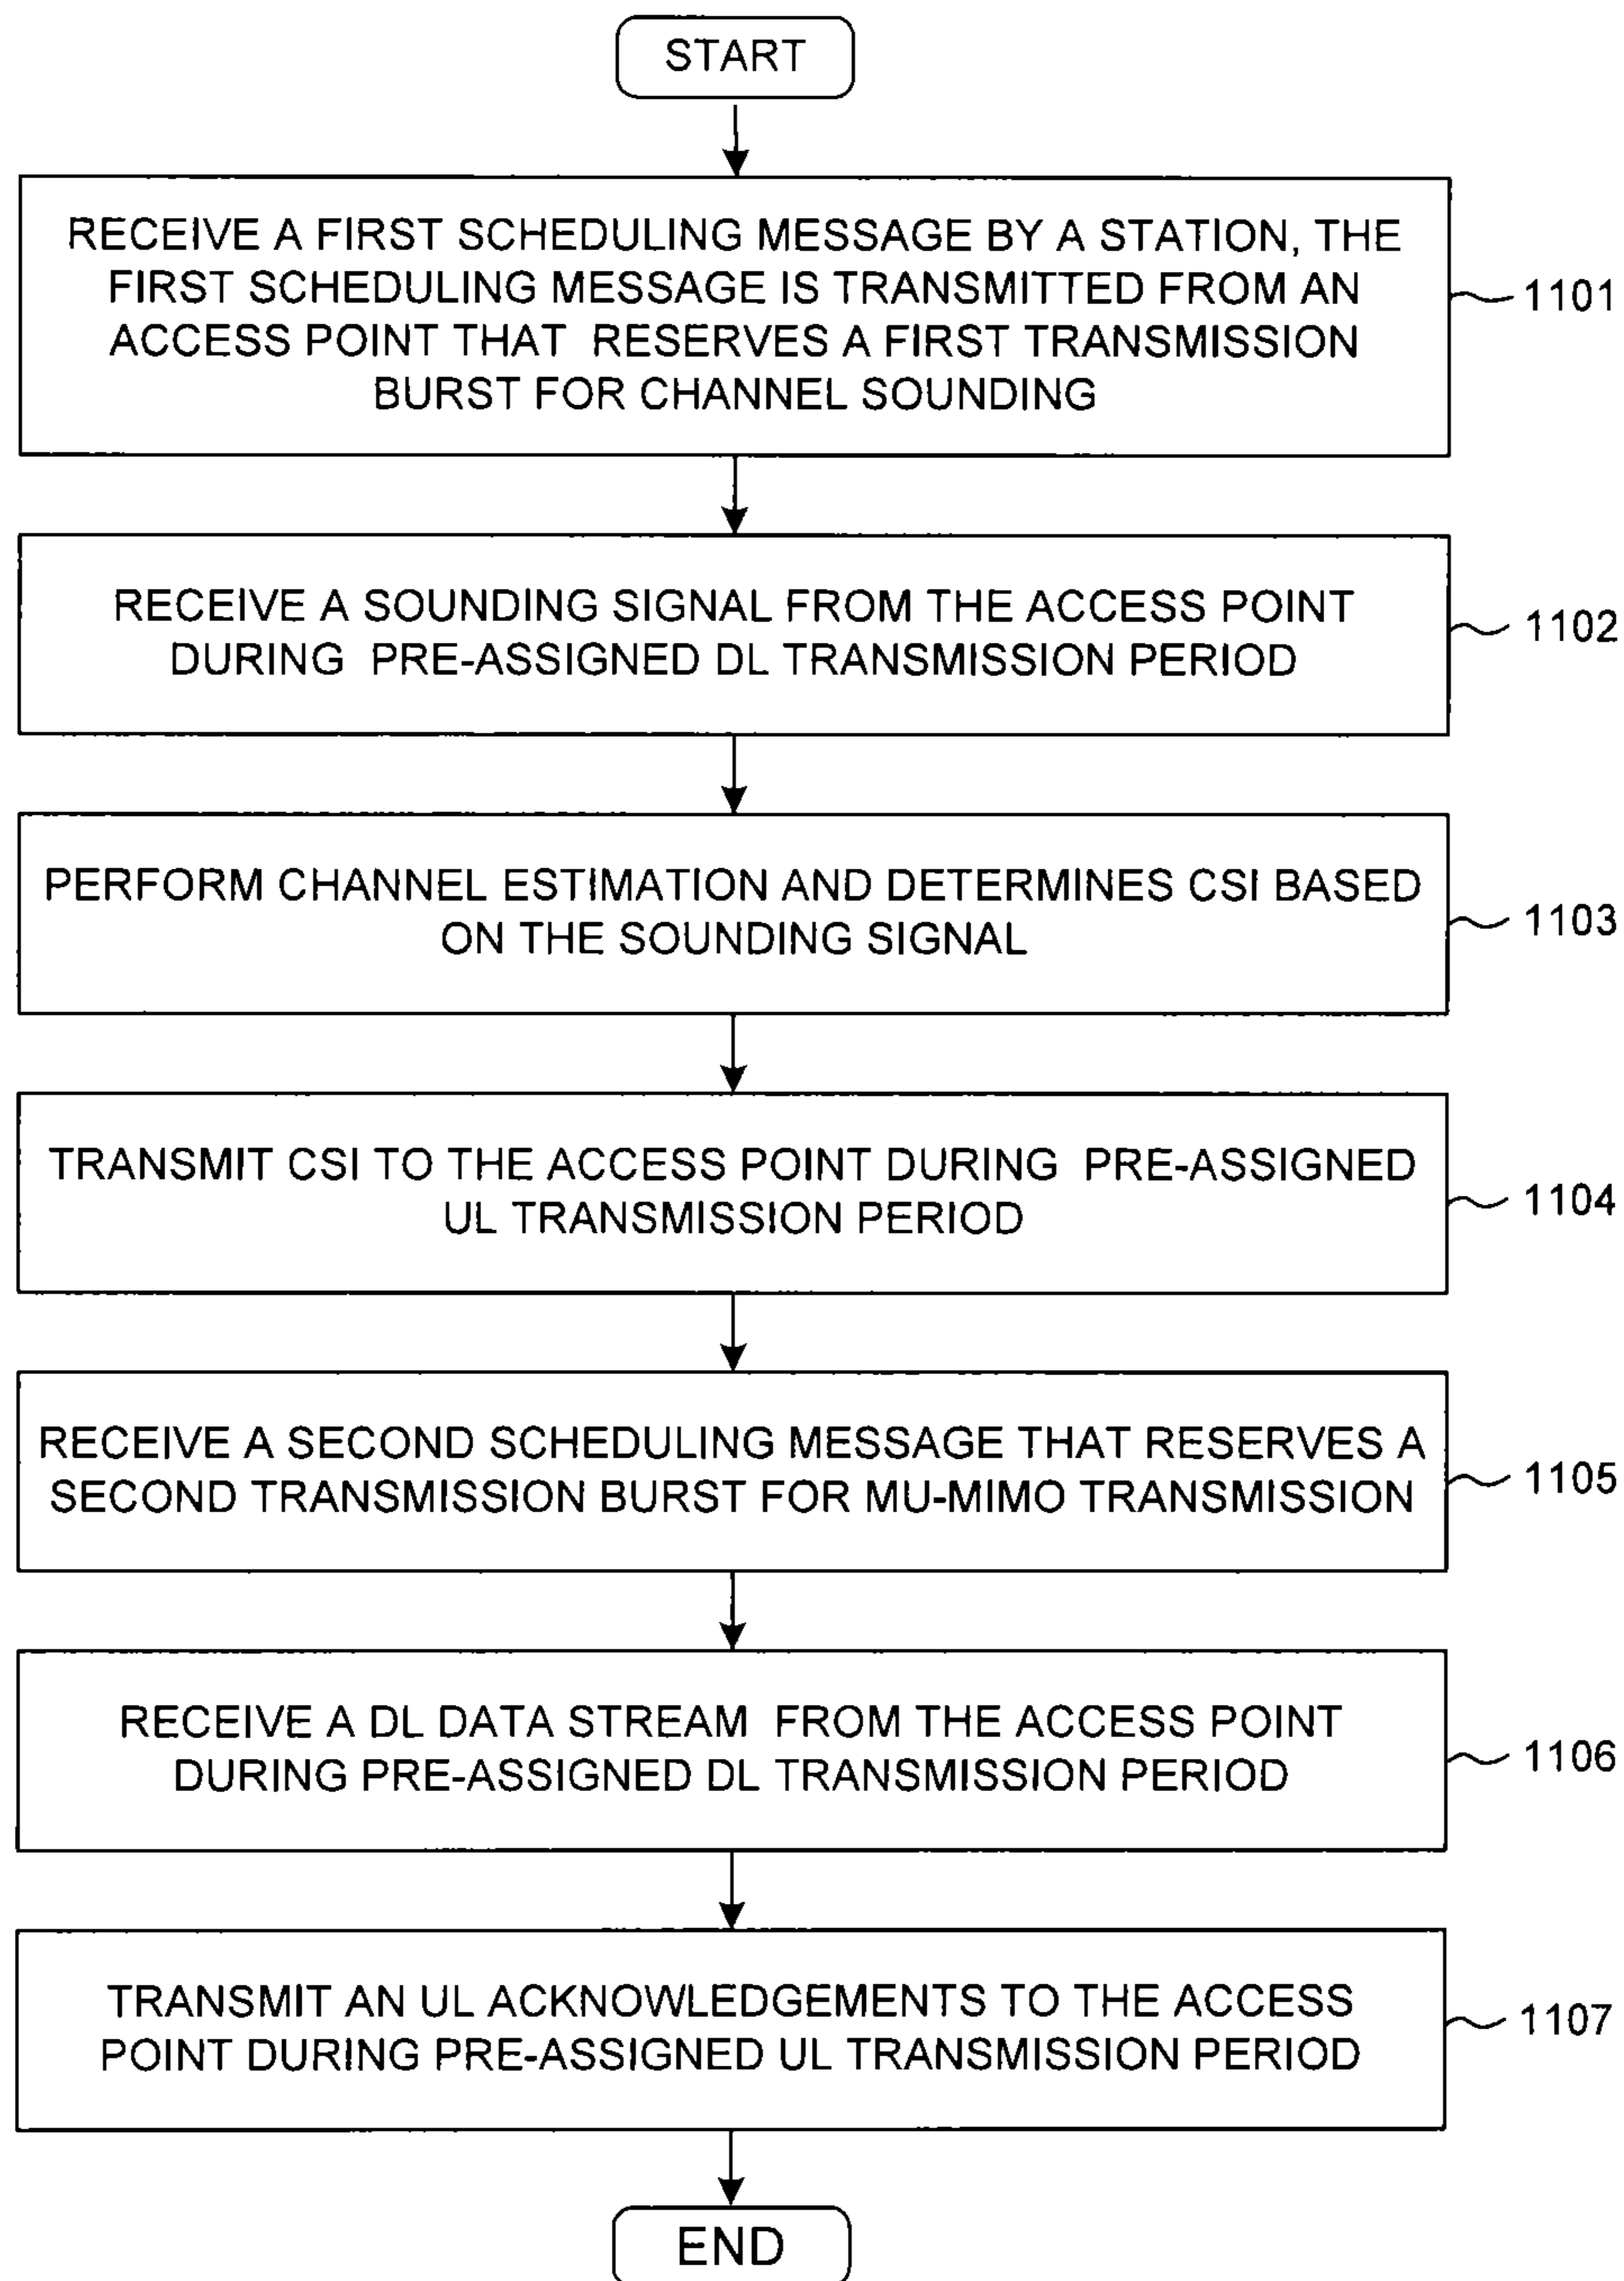 START
RECEIVE A FIRST SCHEDULING MESSAGE BY A STATION, THE
FIRST SCHEDULING MESSAGE IS TRANSMITTED FROM AN
ACCESS POINT THAT RESERVES A FIRST TRANSMISSION
BURST FOR CHANNEL SOUNDING
1101
RECEIVE A SOUNDING SIGNAL FROM THE ACCESS POINT
DURING PRE-ASSIGNED DL TRANSMISSION PERIOD
1102
PERFORM CHANNEL ESTIMATION AND DETERMINES CSI BASED
ON THE SOUNDING SIGNAL
1103
TRANSMIT CSI TO THE ACCESS POINT DURING PRE-ASSIGNED
UL TRANSMISSION PERIOD
1104
RECEIVE A SECOND SCHEDULING MESSAGE THAT RESERVES A
SECOND TRANSMISSION BURST FOR MU-MIMO TRANSMISSION
1105
RECEIVE A DL DATA STREAM FROM THE ACCESS POINT
DURING PRE-ASSIGNED DL TRANSMISSION PERIOD
1106
TRANSMIT AN UL ACKNOWLEDGEMENTS TO THE ACCESS
POINT DURING PRE-ASSIGNED UL TRANSMISSION PERIOD
1107
END